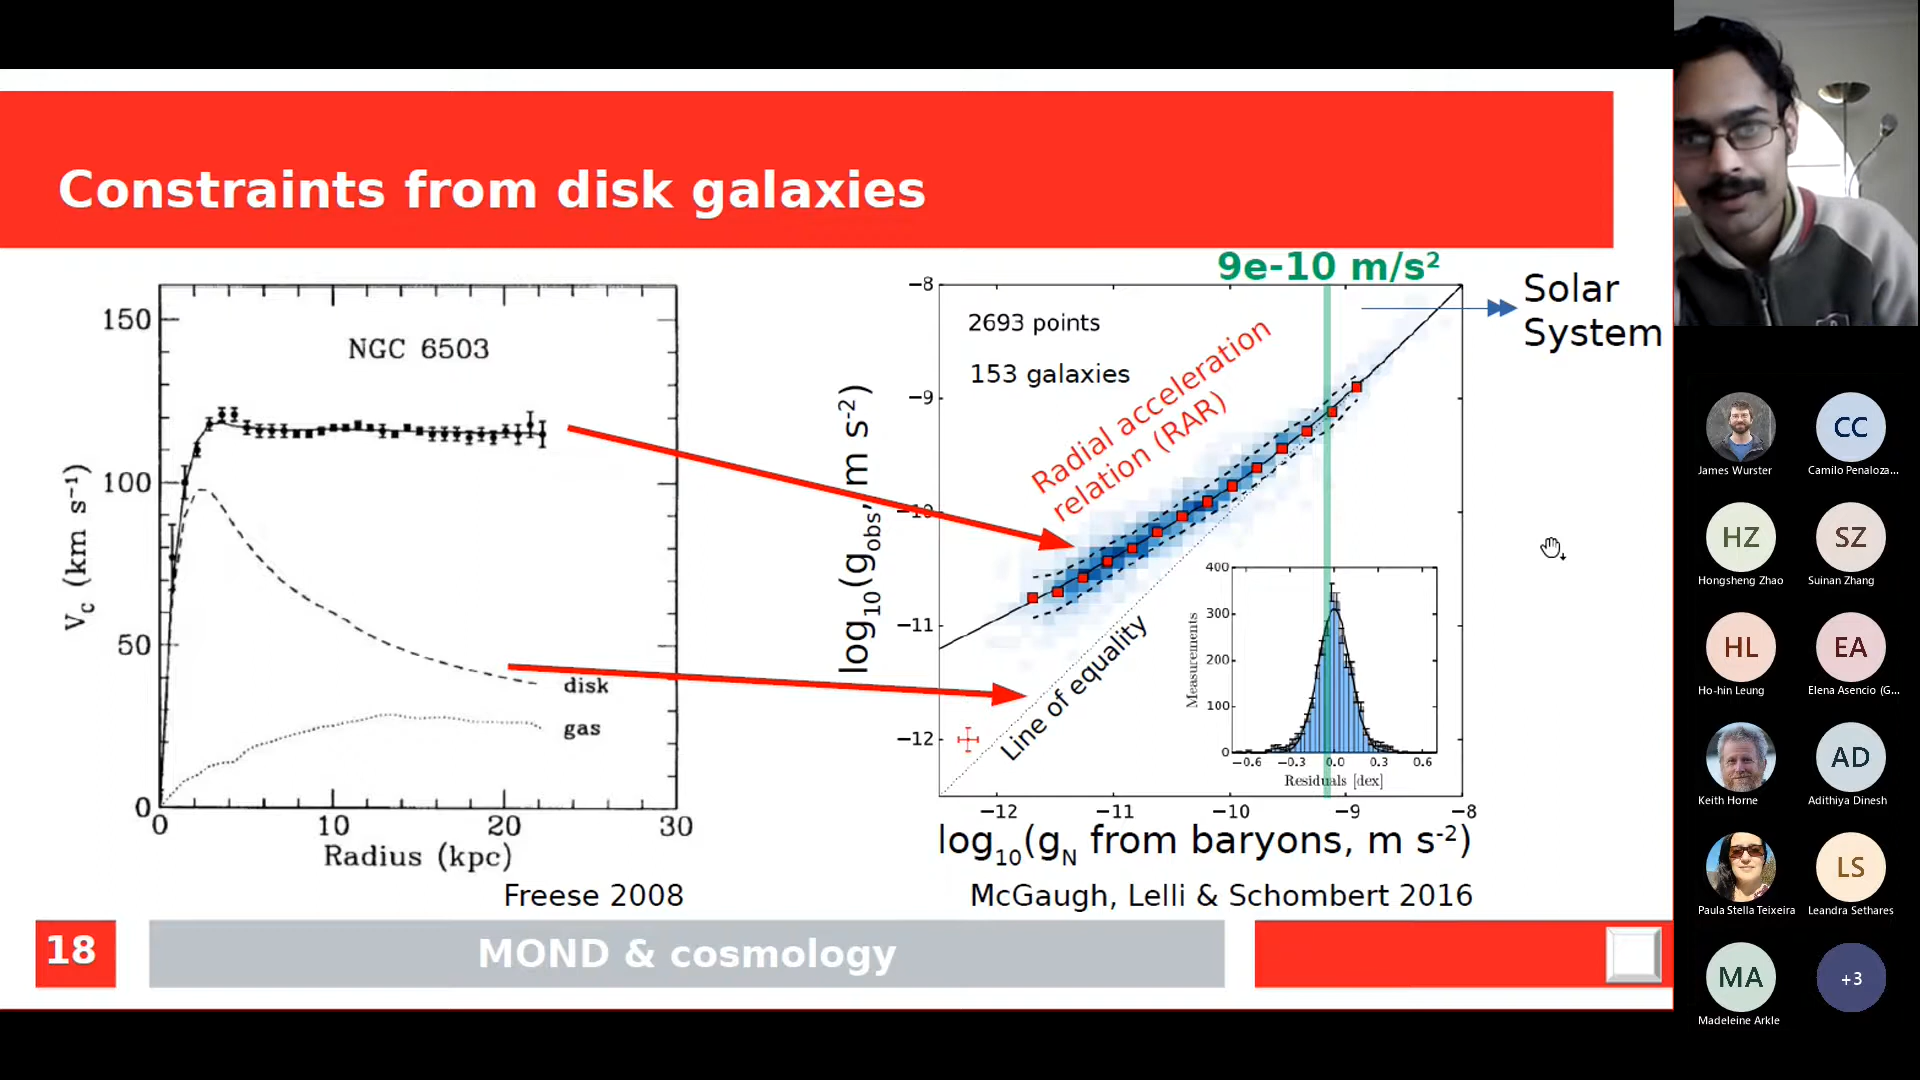 Constraints from disk galaxies
150
100
50
0
V_c (km s⁻¹)
NGC 6503
disk
gas
0 10 20 30
Radius (kpc)
Freese 2008
9e-10 m/s²
Solar
System
−8
−9
−10
−11
−12
log₁₀(g_obs, m s⁻²)
2693 points
153 galaxies
Radial acceleration
relation (RAR)
Line of equality
400
300
200
100
0
Measurements
−0.6 −0.3 0.0 0.3 0.6
Residuals [dex]
−12 −11 −10 −9 −8
log₁₀(g_N from baryons, m s⁻²)
McGaugh, Lelli & Schombert 2016
18
MOND & cosmology
James Wurster
CC
Camilo Penaloza...
HZ
Hongsheng Zhao
SZ
Suinan Zhang
HL
Ho-hin Leung
EA
Elena Asencio (G...
Keith Horne
AD
Adithiya Dinesh
Paula Stella Teixeira
LS
Leandra Sethares
MA
Madeleine Arkle
+3